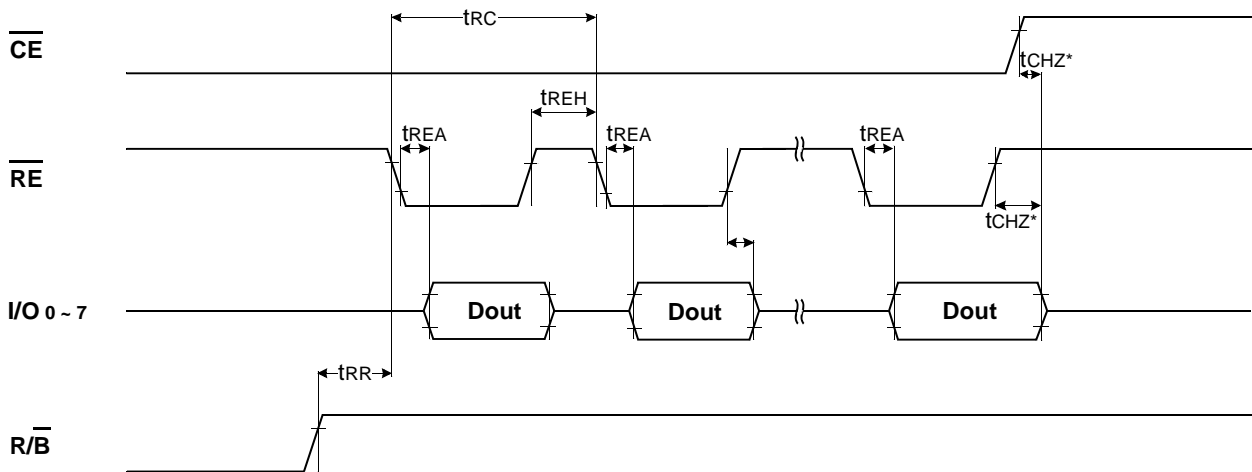 tRC
CE
tCHZ*
tREH
tREA
tREA
tREA
RE
tCHZ*
I/O 0 ~ 7
Dout
Dout
Dout
tRR
R/B